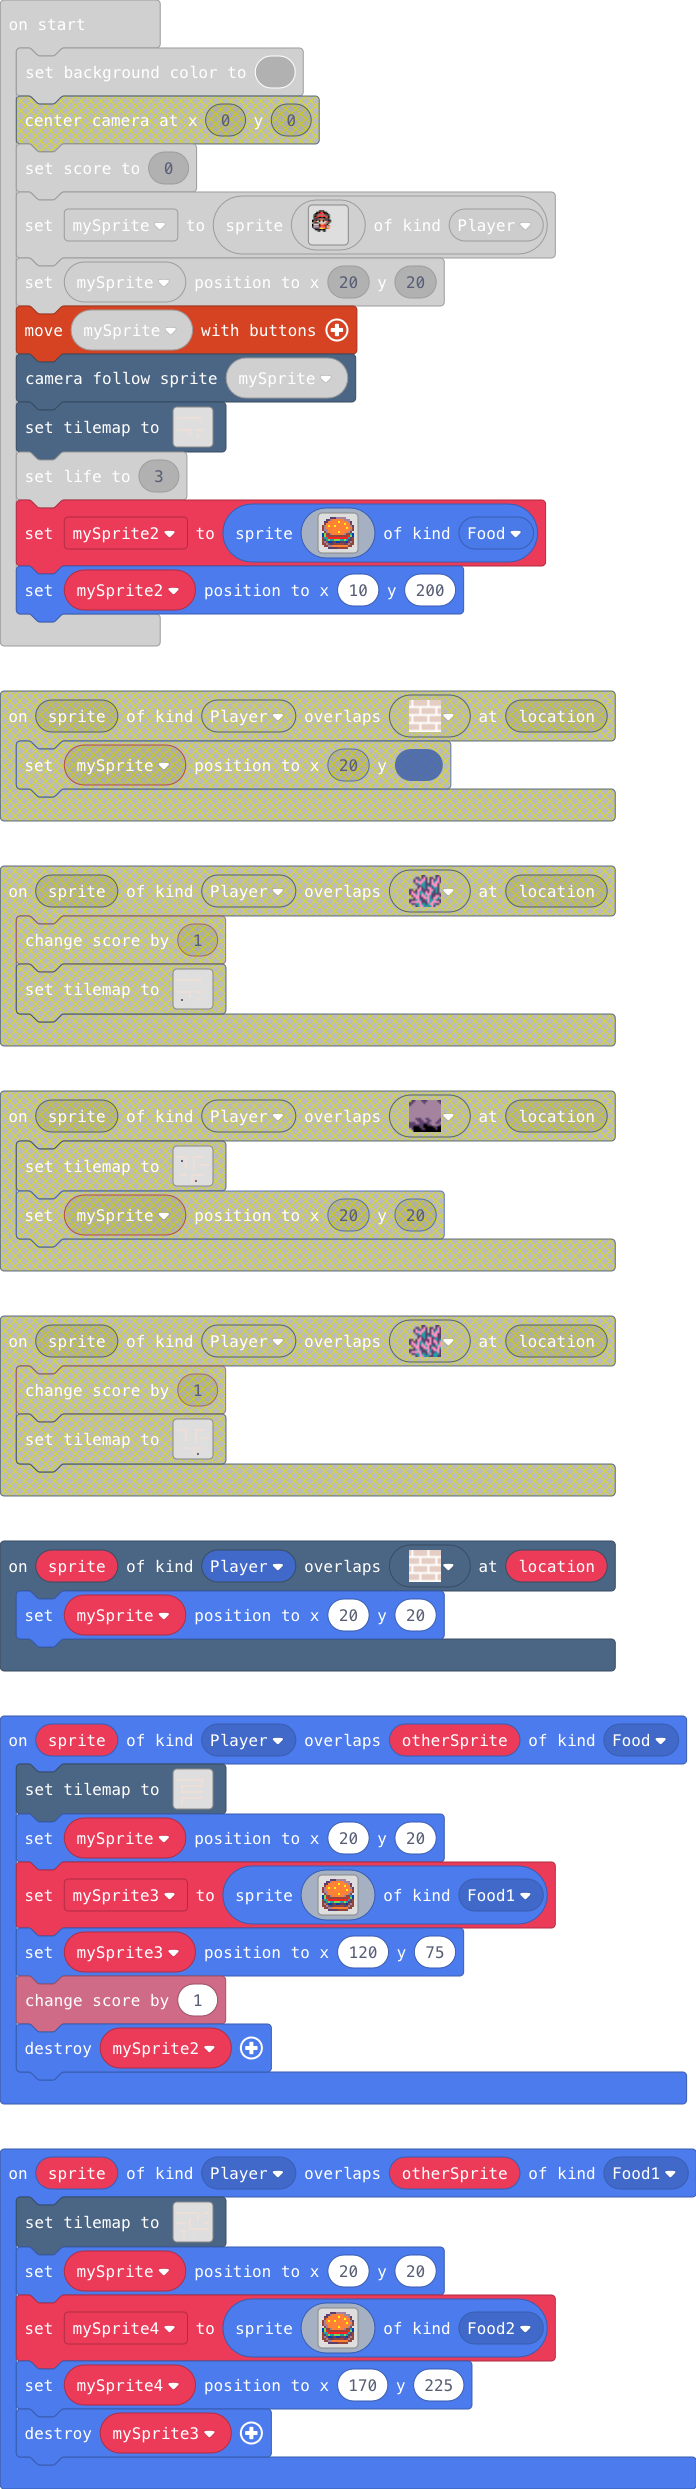 on start
set background color to
center camera at x 0 y 0
set score to 0
set mySprite to sprite of kind Player
set mySprite position to x 20 y 20
move mySprite with buttons
camera follow sprite mySprite
set tilemap to
set life to 3
set mySprite2 to sprite of kind Food
set mySprite2 position to x 10 y 200
on sprite of kind Player overlaps at location
set mySprite position to x 20 y
on sprite of kind Player overlaps at location
change score by 1
set tilemap to
on sprite of kind Player overlaps at location
set tilemap to
set mySprite position to x 20 y 20
on sprite of kind Player overlaps at location
change score by 1
set tilemap to
on sprite of kind Player overlaps at location
set mySprite position to x 20 y 20
on sprite of kind Player overlaps otherSprite of kind Food
set tilemap to
set mySprite position to x 20 y 20
set mySprite3 to sprite of kind Food1
set mySprite3 position to x 120 y 75
change score by 1
destroy mySprite2
on sprite of kind Player overlaps otherSprite of kind Food1
set tilemap to
set mySprite position to x 20 y 20
set mySprite4 to sprite of kind Food2
set mySprite4 position to x 170 y 225
destroy mySprite3